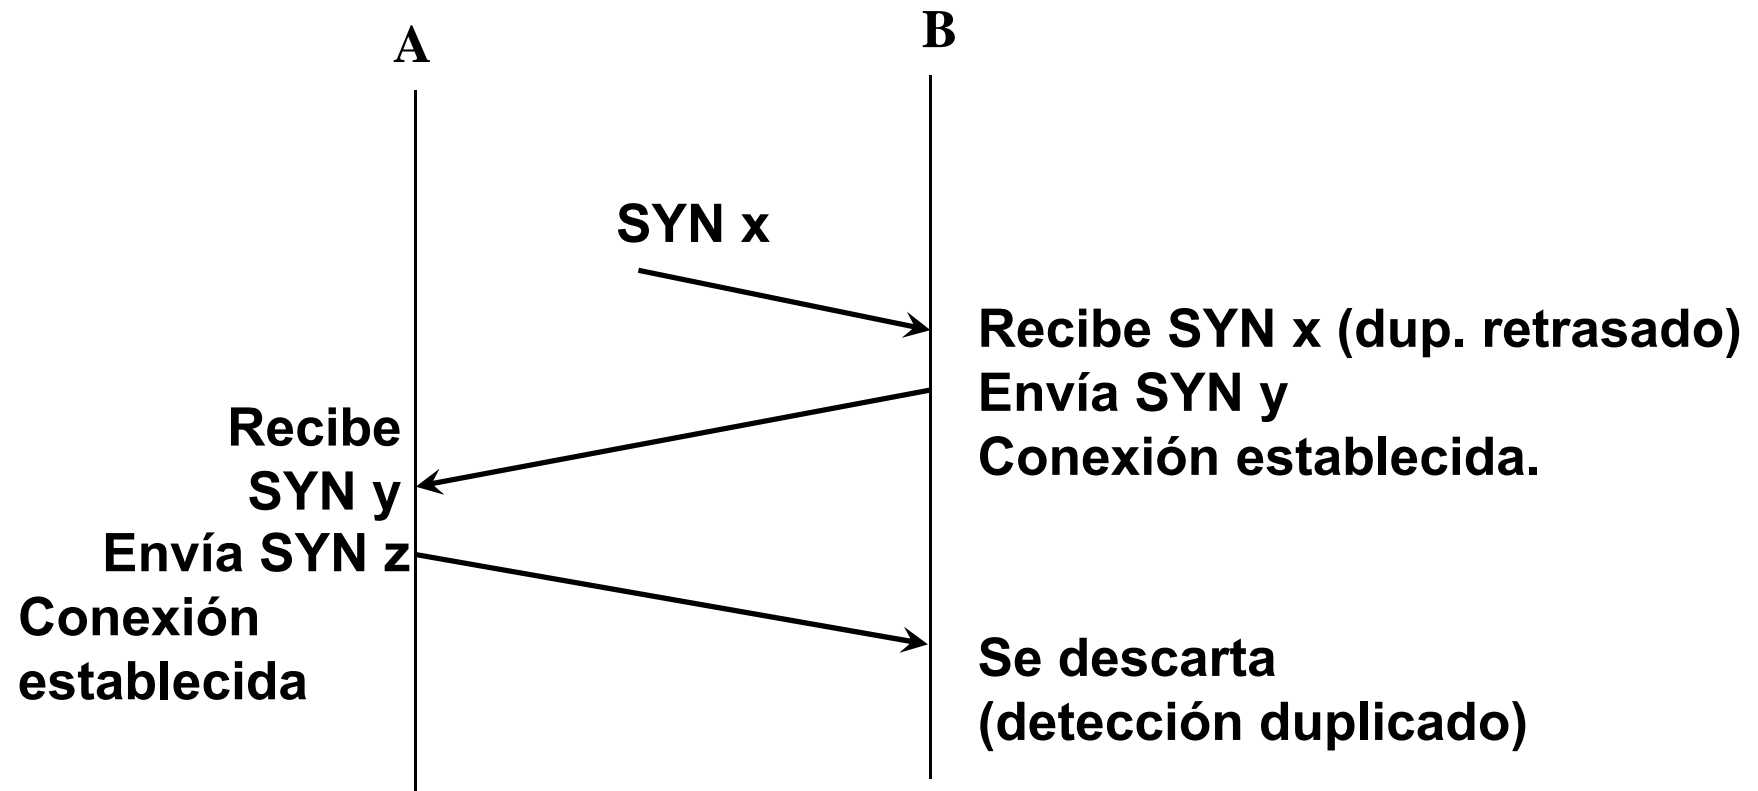 A
B
SYN x
Recibe SYN x (dup. retrasado)
Envía SYN y
Conexión establecida.
Recibe
SYN y
Envía SYN z
Conexión
establecida
Se descarta
(detección duplicado)